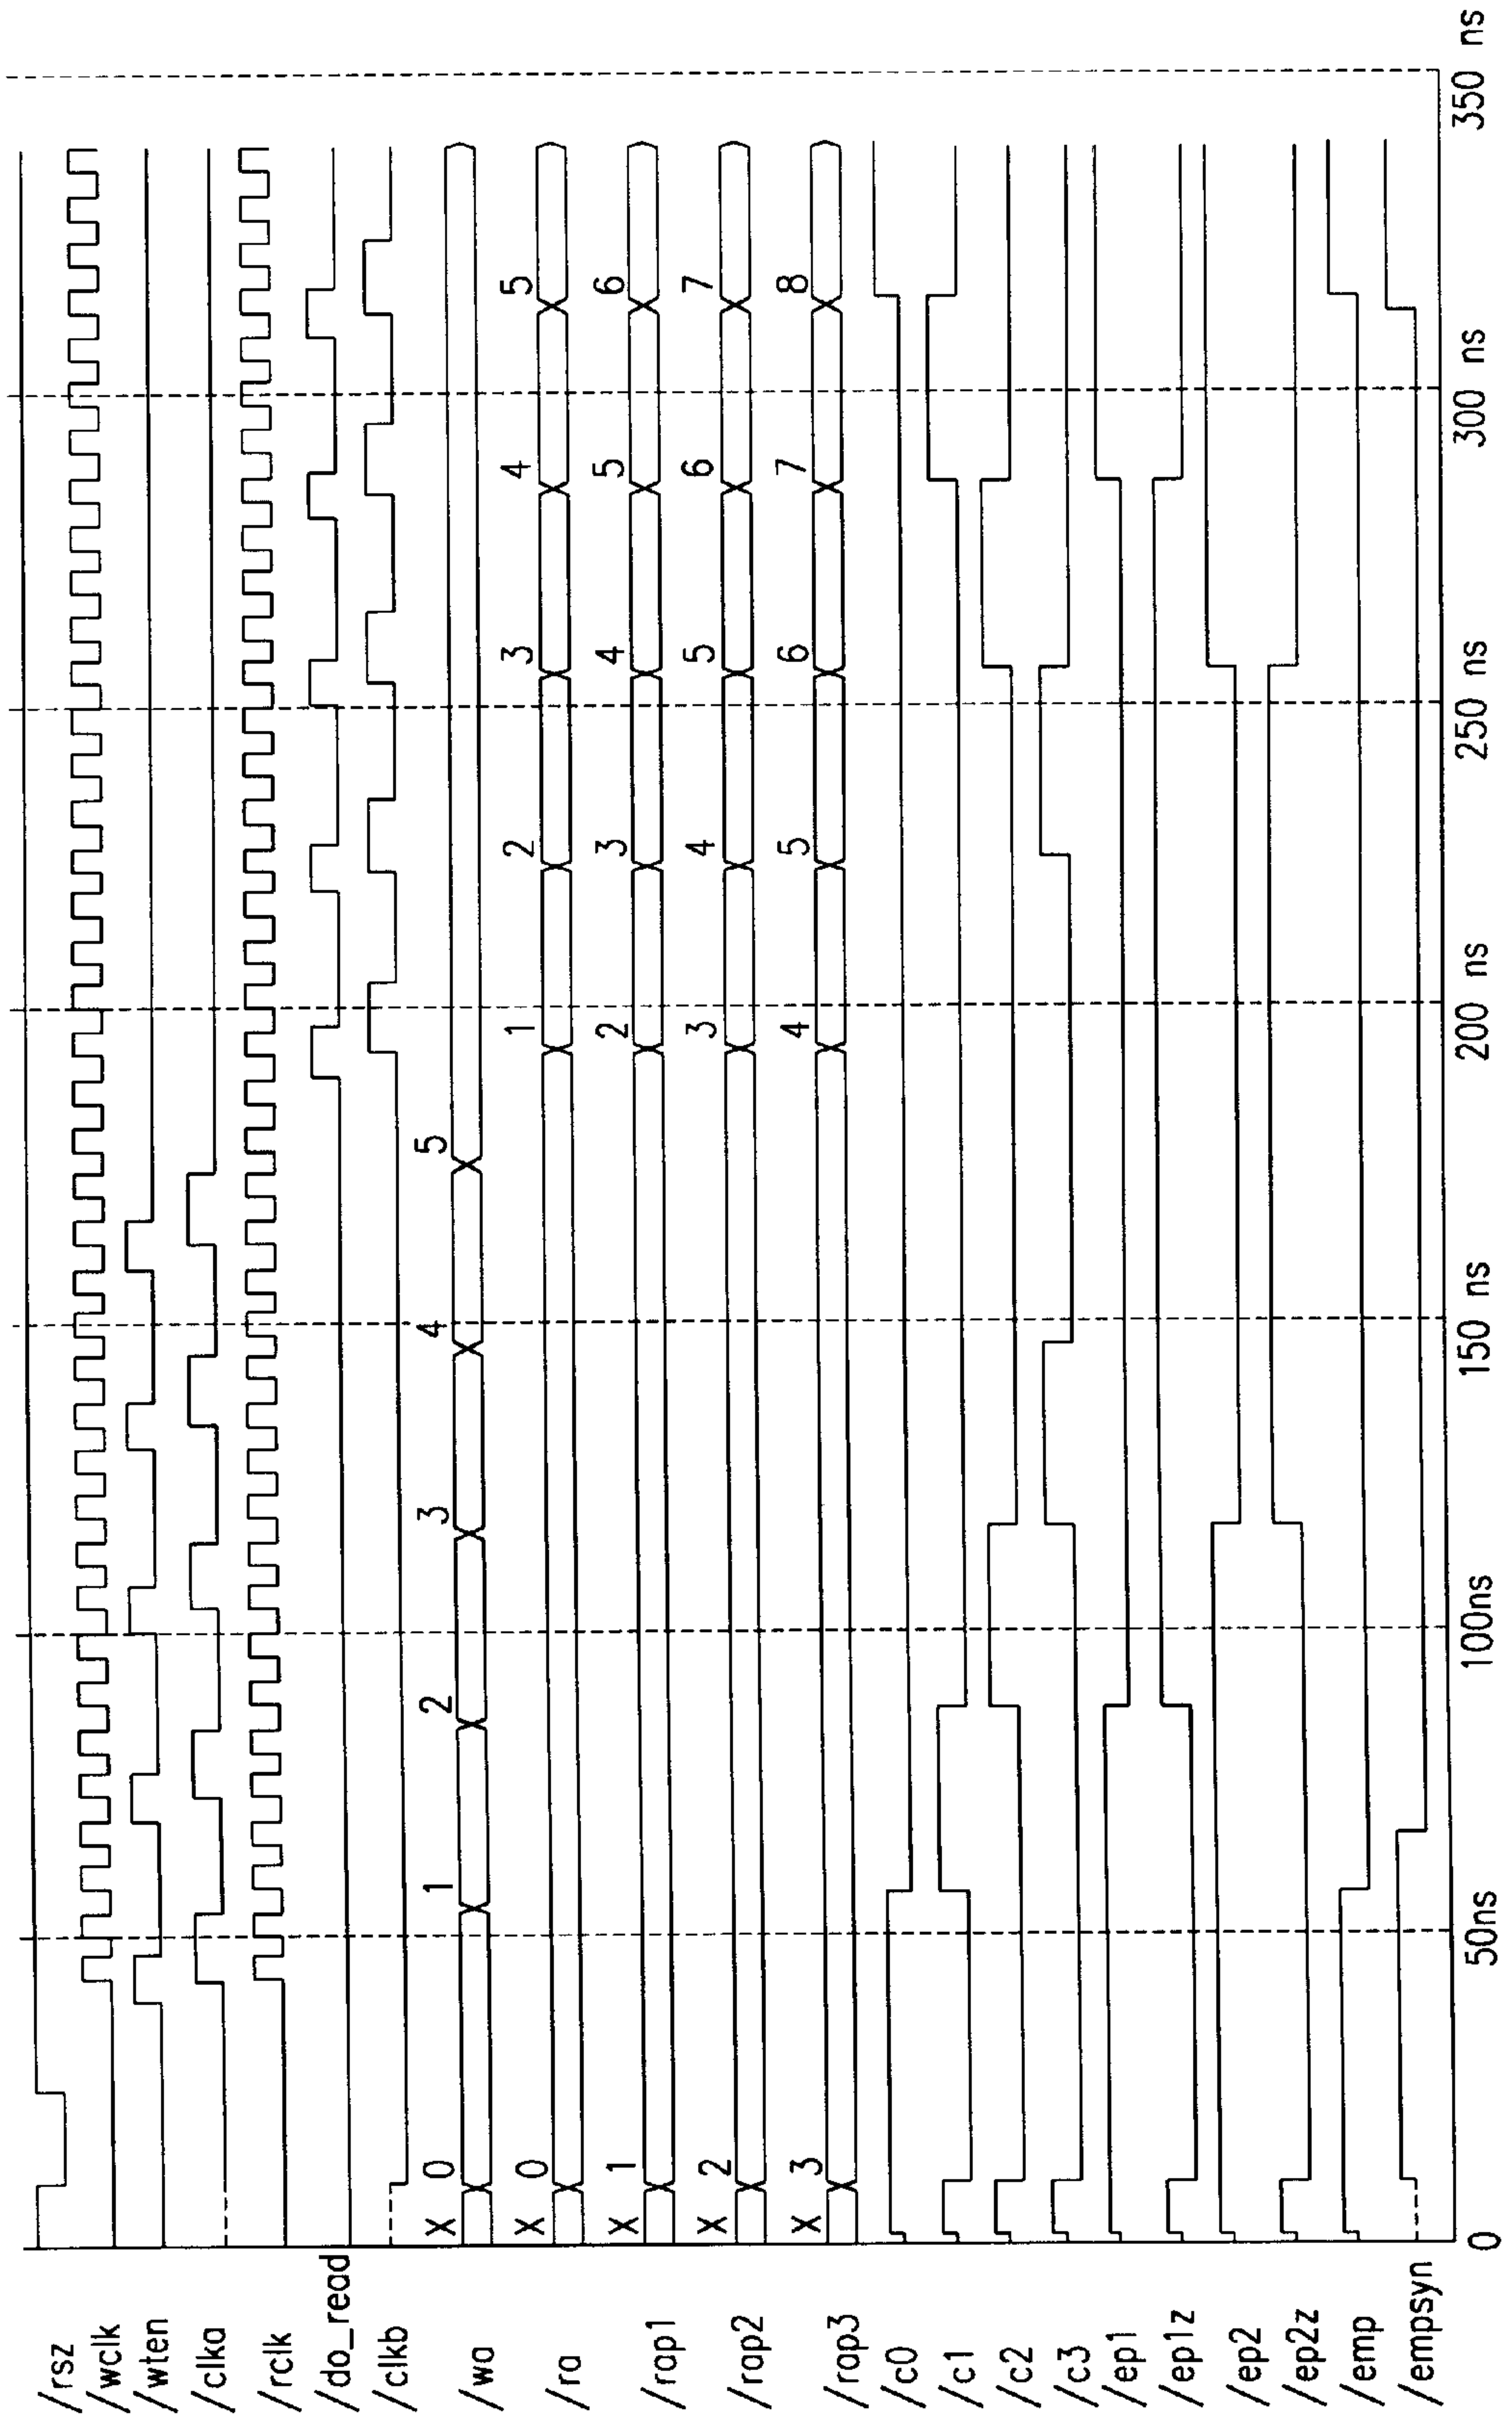 /rsz
/wclk
/wten
/clka
/rclk
/do_read
/clkb
/wa X 0 1 2 3 4 5
/ra X 0 1 2 3 4 5
/rap1 X 1 2 3 4 5 6
/rap2 X 2 3 4 5 6 7
/rap3 X 3 4 5 6 7 8
/c0
/c1
/c2
/c3
/ep1
/ep1z
/ep2
/ep2z
/emp
/empsyn
0 50ns 100ns 150 ns 200 ns 250 ns 300 ns 350 ns